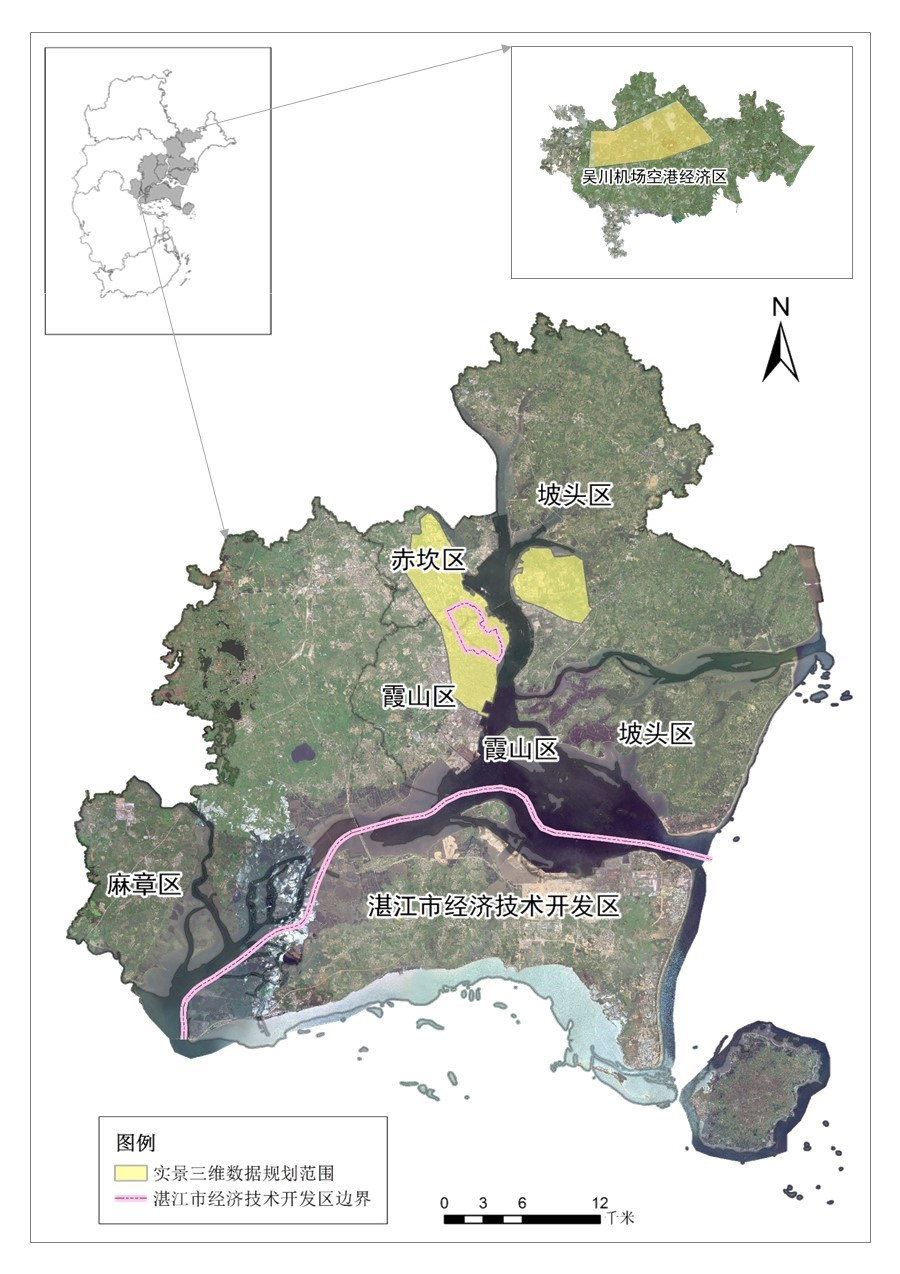 吴川机场空港经济区
N
坡头区
赤坎区
霞山区
坡头区
霞山区
麻章区
湛江市经济技术开发区
图例
实景三维数据规划范围
湛江市经济技术开发区边界
0 3 6 12
千米